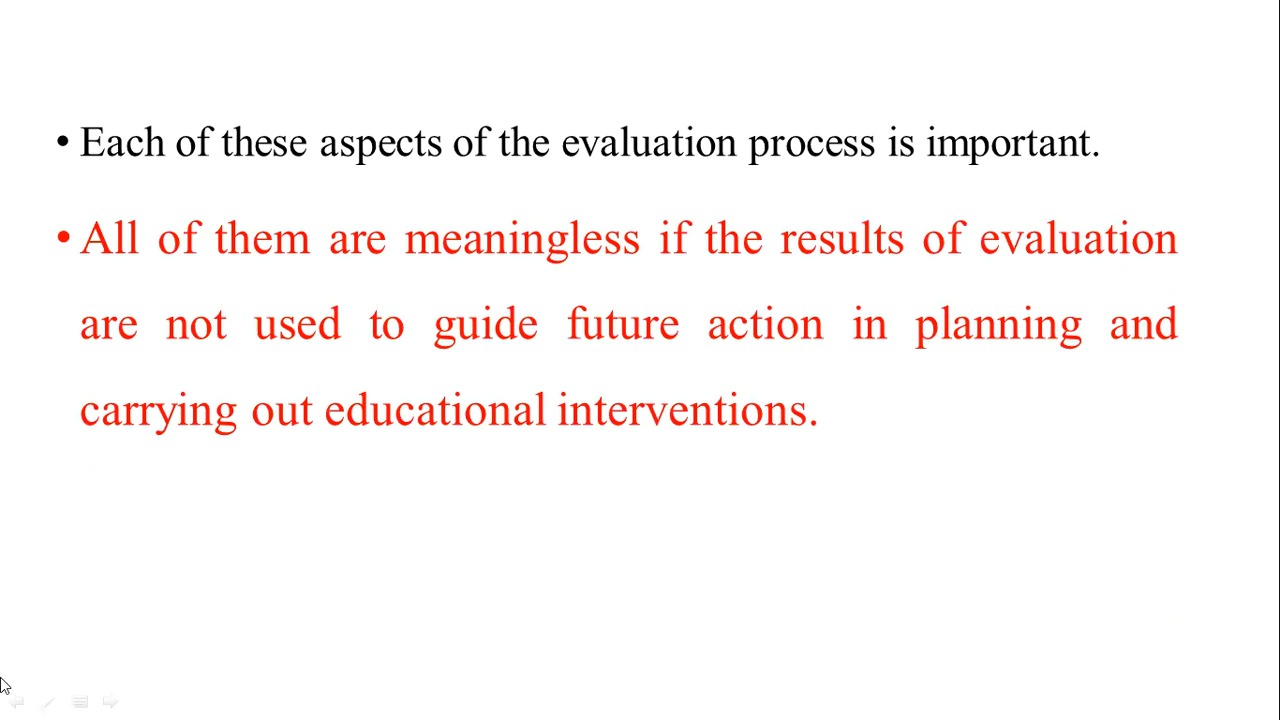 • Each of these aspects of the evaluation process is important.
• All of them are meaningless if the results of evaluation
are not used to guide future action in planning and
carrying out educational interventions.